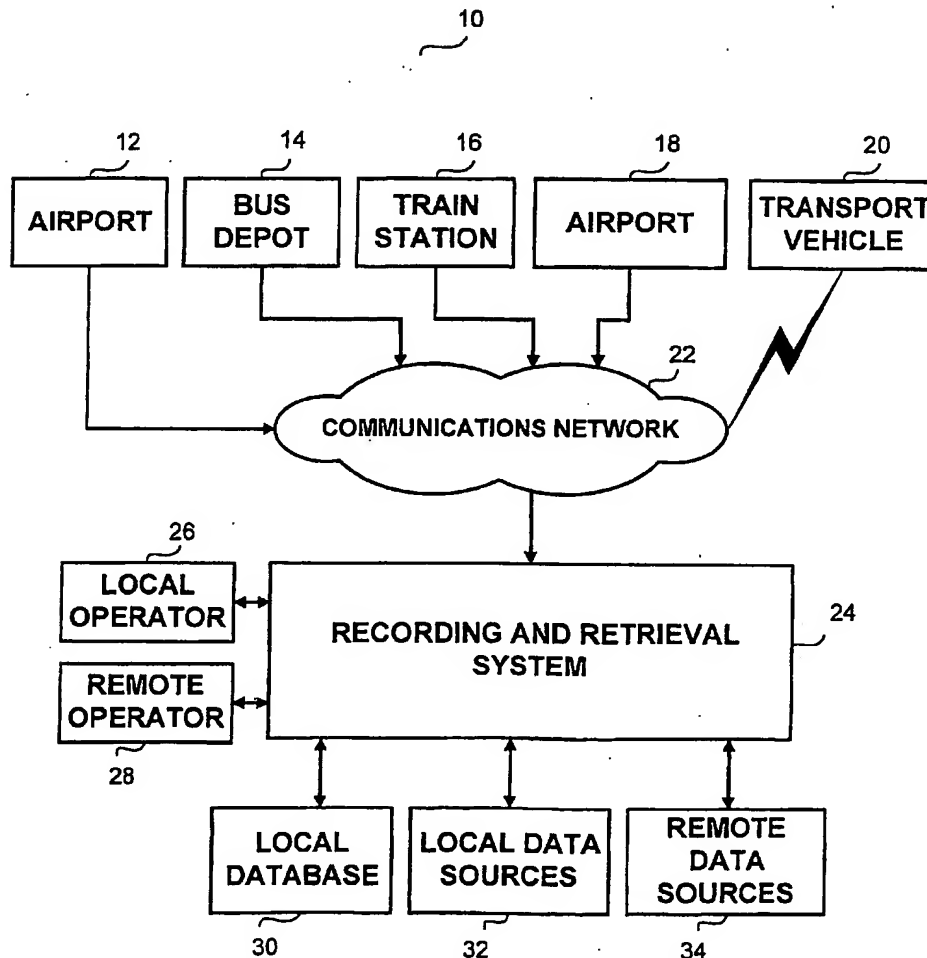 10
12
14
16
18
20
AIRPORT
BUS
DEPOT
TRAIN
STATION
AIRPORT
TRANSPORT
VEHICLE
22
COMMUNICATIONS NETWORK
26
LOCAL
OPERATOR
24
RECORDING AND RETRIEVAL
SYSTEM
REMOTE
OPERATOR
28
LOCAL
DATABASE
LOCAL DATA
SOURCES
REMOTE
DATA
SOURCES
30
32
34